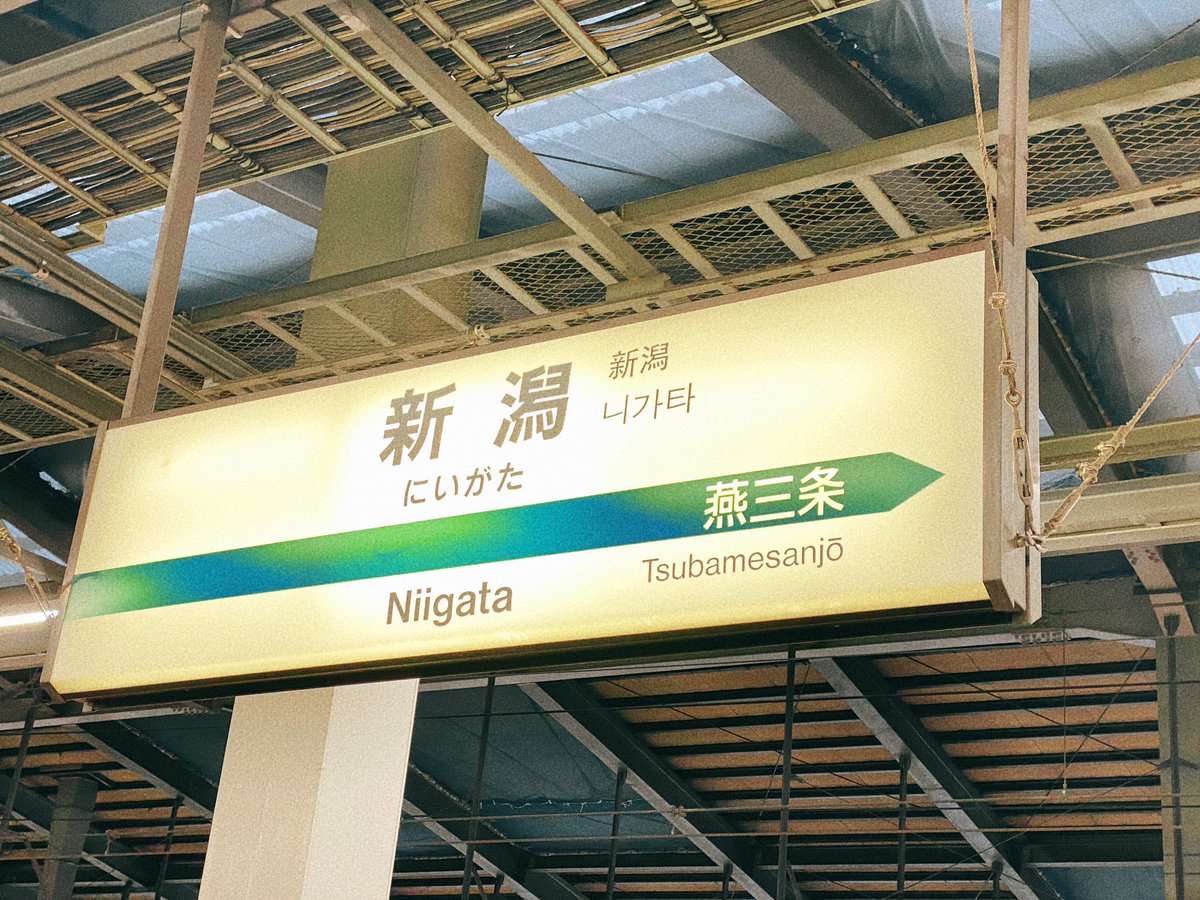 新潟
新潟
니가타
にいがた
燕三条
Niigata
Tsubamesanjō